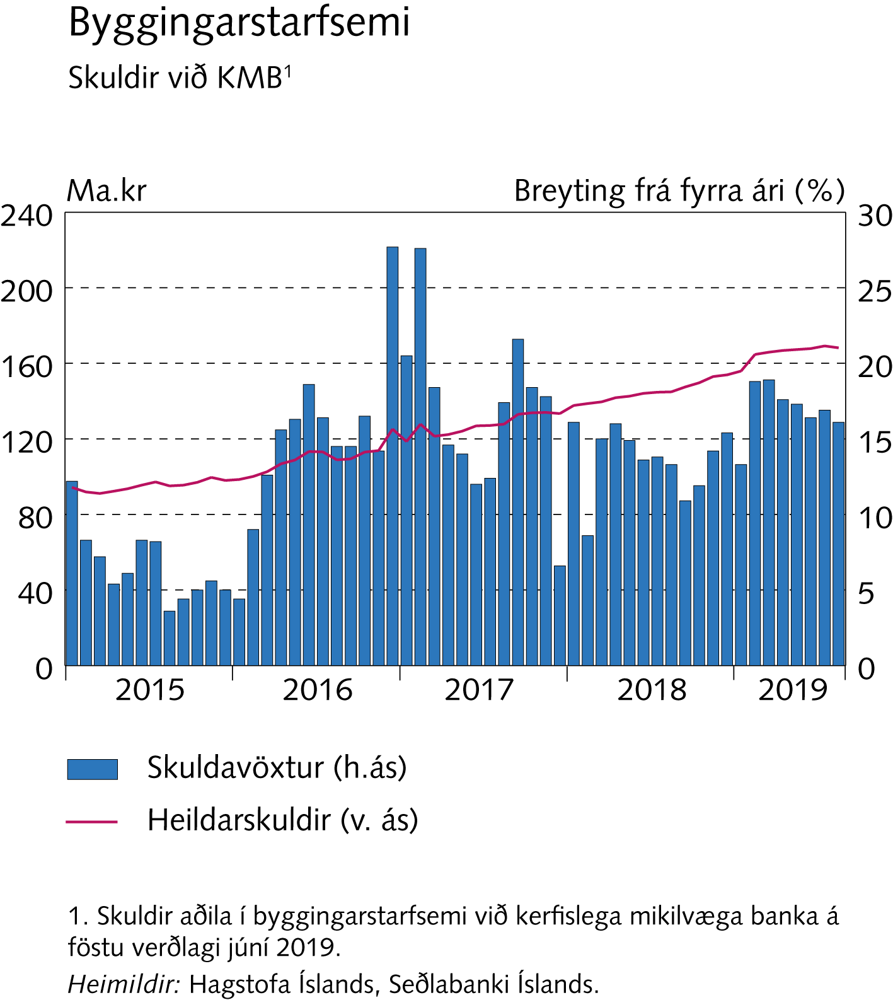 Byggingarstarfsemi
Skuldir við KMB¹
Ma.kr
Breyting frá fyrra ári (%)
240
30
200
25
160
20
120
15
80
10
40
5
0
0
2015
2016
2017
2018
2019
Skuldavöxtur (h.ás)
Heildarskuldir (v. ás)
1. Skuldir aðila í byggingarstarfsemi við kerfislega mikilvæga banka á
föstu verðlagi júní 2019.
Heimildir: Hagstofa Íslands, Seðlabanki Íslands.